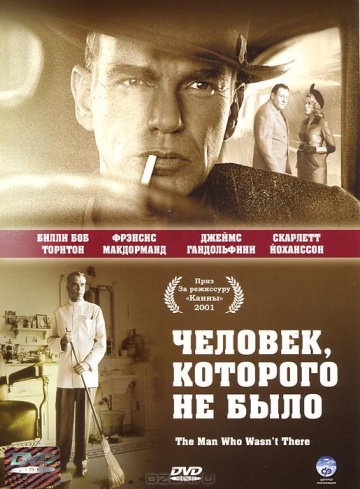 БИЛЛИ БОБ ТОРНТОН
ФРЭНСИС МАКДОРМАНД
ДЖЕЙМС ГАНДОЛЬФИНИ
СКАРЛЕТТ ЙОХАНССОН
Приз
За режиссуру
«Канны»
2001
ЧЕЛОВЕК,
КОТОРОГО
НЕ БЫЛО
The Man Who Wasn't There
DVD
VIDEO